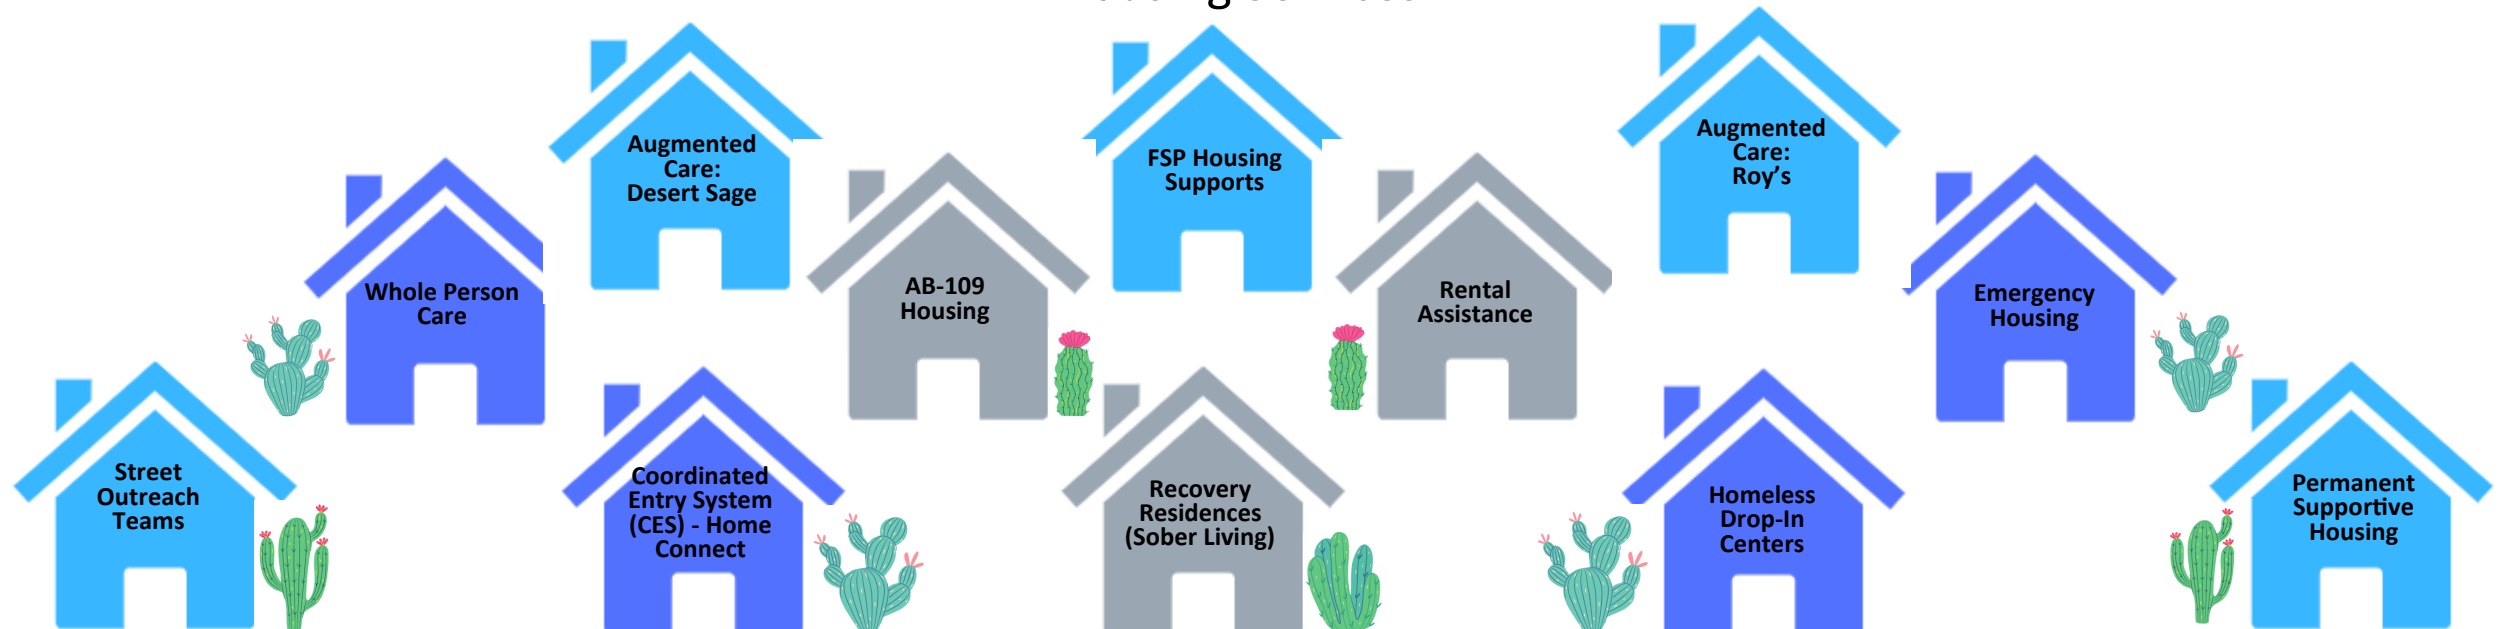 Augmented
Care:
Desert Sage
FSP Housing
Supports
Augmented
Care:
Roy's
Whole Person
Care
AB-109
Housing
Rental
Assistance
Emergency
Housing
Street
Outreach
Teams
Coordinated
Entry System
(CES) - Home
Connect
Recovery
Residences
(Sober Living)
Homeless
Drop-In
Centers
Permanent
Supportive
Housing